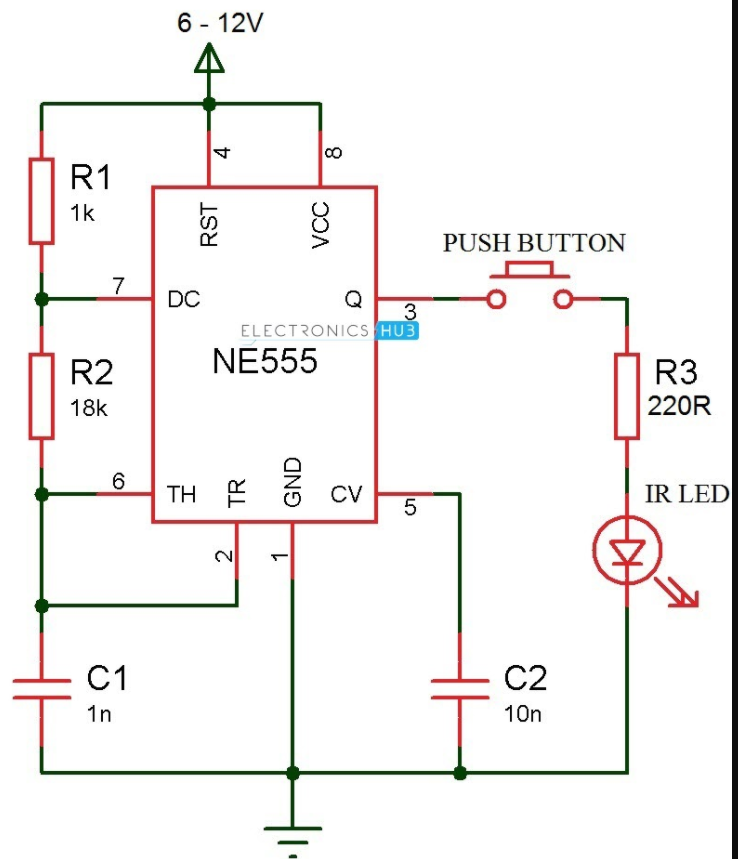 6 - 12V
4
8
R1
1k
RST
VCC
PUSH BUTTON
7
DC
Q
3
ELECTRONICS HUB
NE555
R2
18k
R3
220R
6
TH
TR
GND
CV
5
IR LED
2
1
C1
1n
C2
10n